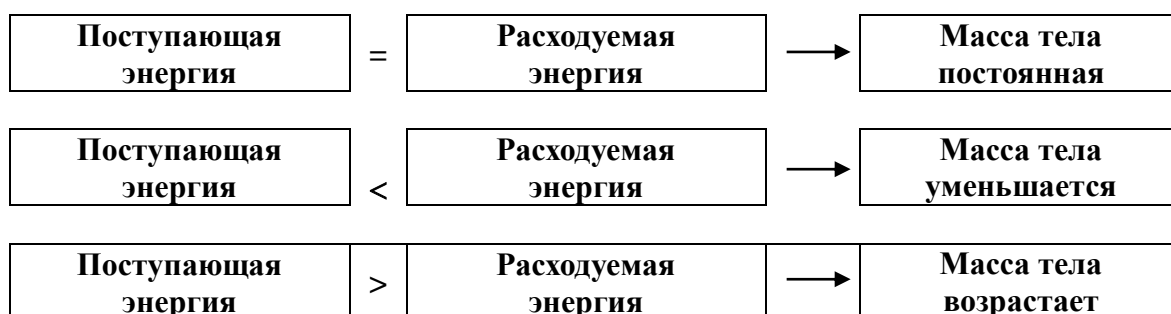 Поступающая энергия = Расходуемая энергия → Масса тела постоянная
Поступающая энергия < Расходуемая энергия → Масса тела уменьшается
Поступающая энергия > Расходуемая энергия → Масса тела возрастает